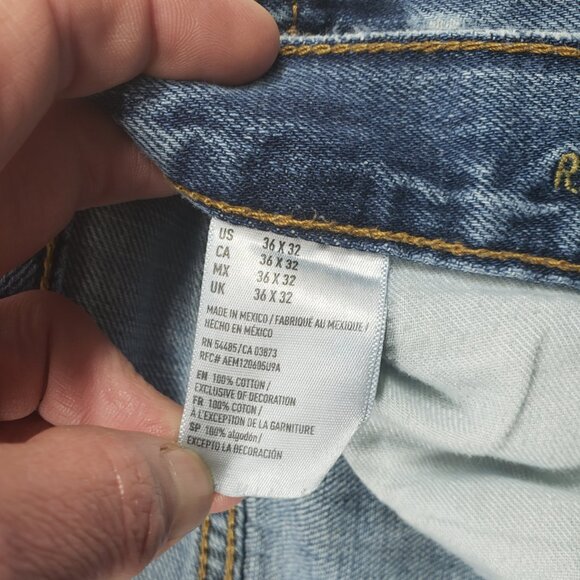 US 36 X 32
CA 36 X 32
MX 36 X 32
UK 36 X 32
MADE IN MEXICO / FABRIQUÉ AU MEXIQUE /
HECHO EN MÉXICO
RN 54485/CA 03873
RFC# AEM120605U9A
EN 100% COTTON /
EXCLUSIVE OF DECORATION
FR 100% COTON /
À L'EXCEPTION DE LA GARNITURE
SP 100% algodón /
EXCEPTO LA DECORACIÓN